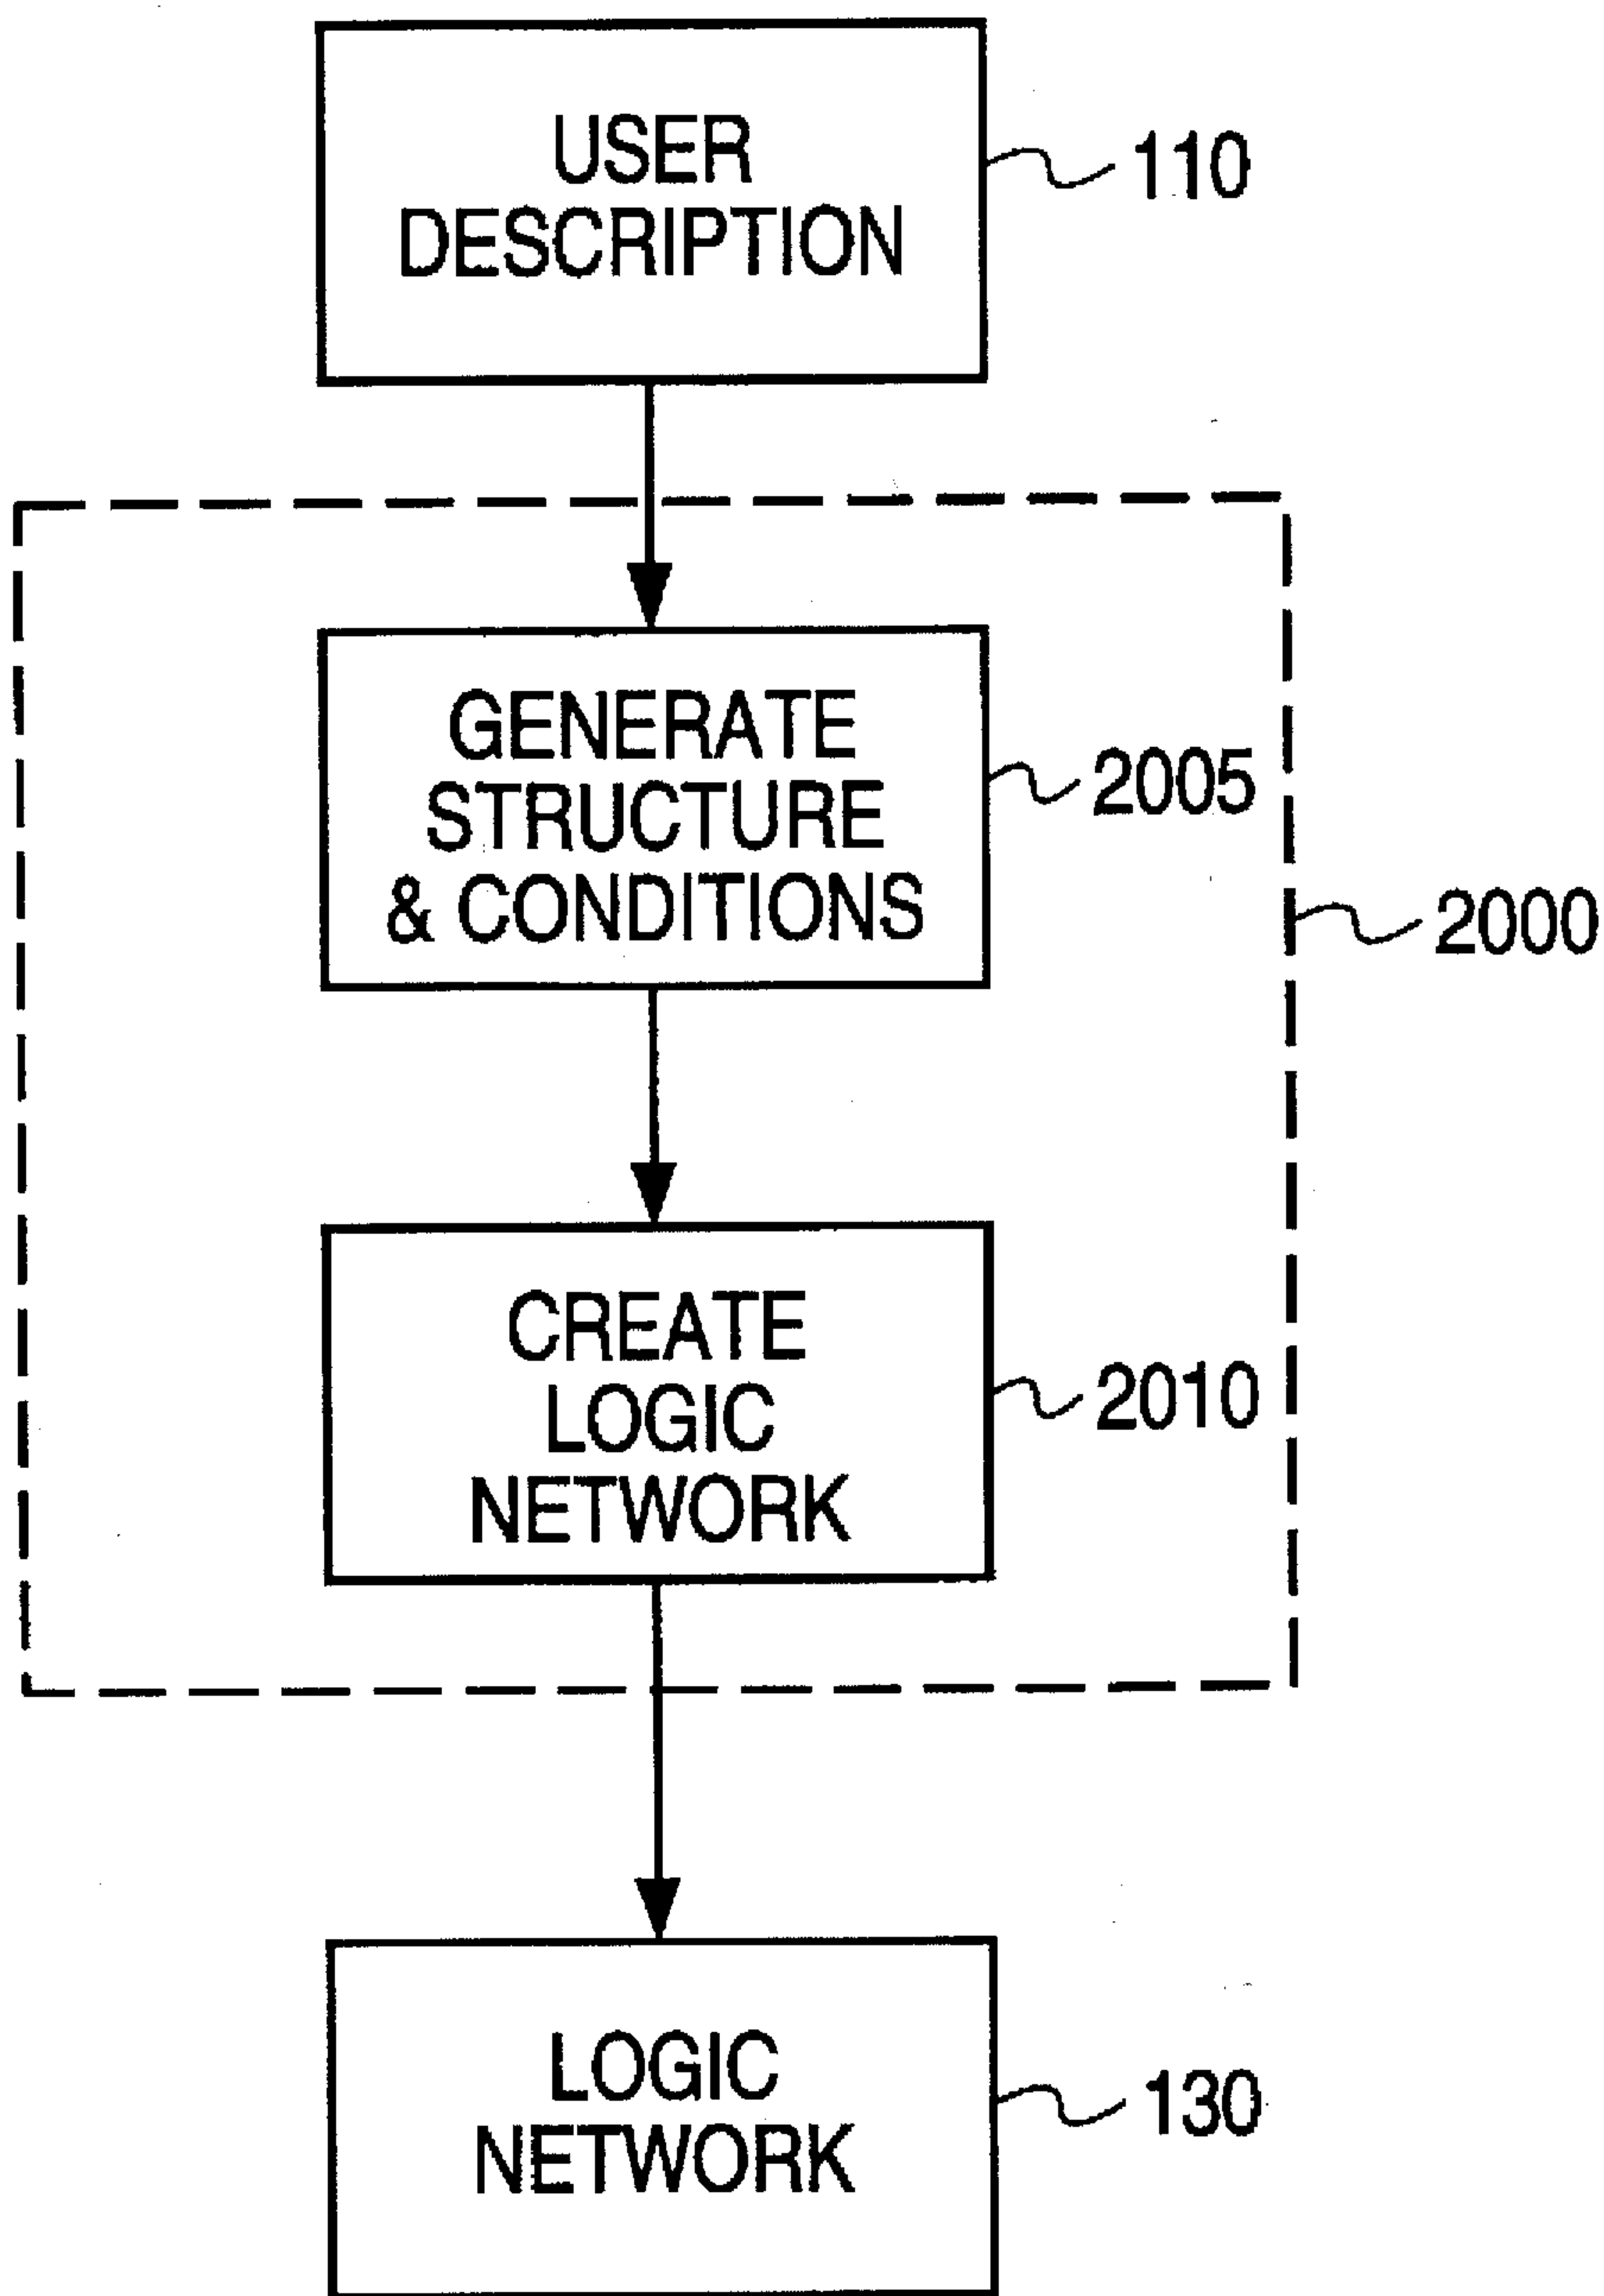 USER
DESCRIPTION
110
GENERATE
STRUCTURE
& CONDITIONS
2005
2000
CREATE
LOGIC
NETWORK
2010
LOGIC
NETWORK
130